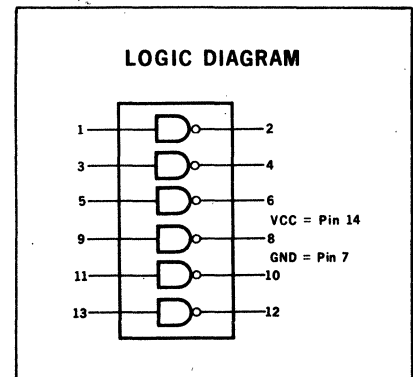 LOGIC DIAGRAM
1 2
3 4
5 6
VCC = Pin 14
9 8
GND = Pin 7
11 10
13 12